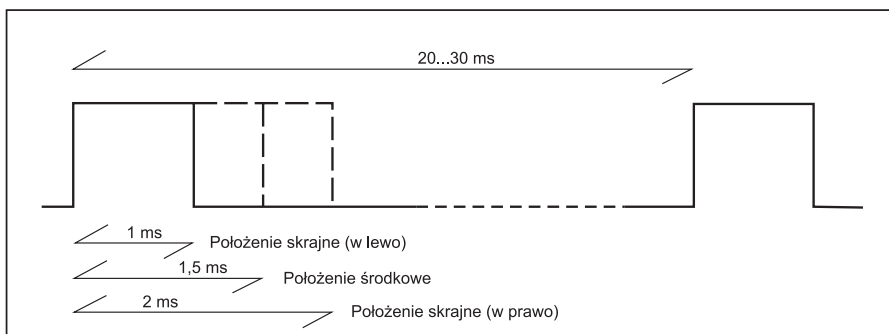 20...30 ms
1 ms
Położenie skrajne (w lewo)
1,5 ms
Położenie środkowe
2 ms
Położenie skrajne (w prawo)